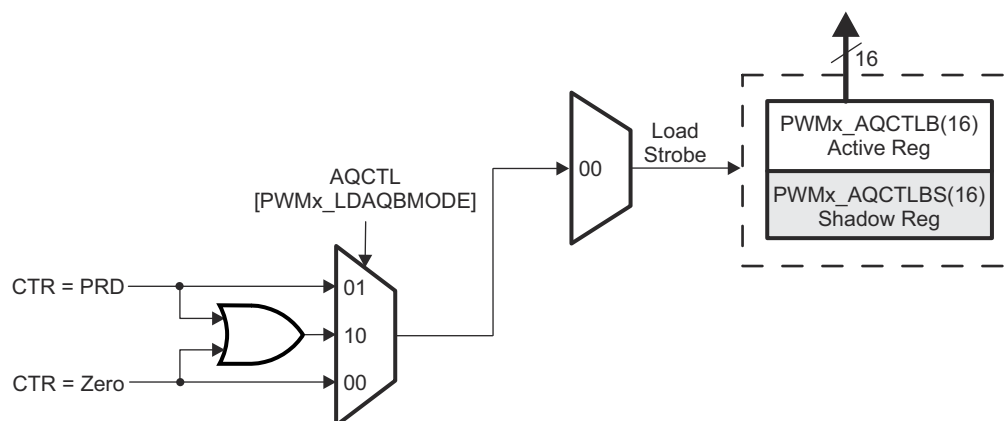 16
PWMx_AQCTLB(16)
Active Reg
PWMx_AQCTLBS(16)
Shadow Reg
Load
Strobe
00
AQCTL
[PWMx_LDAQBMODE]
CTR = PRD
01
10
CTR = Zero
00